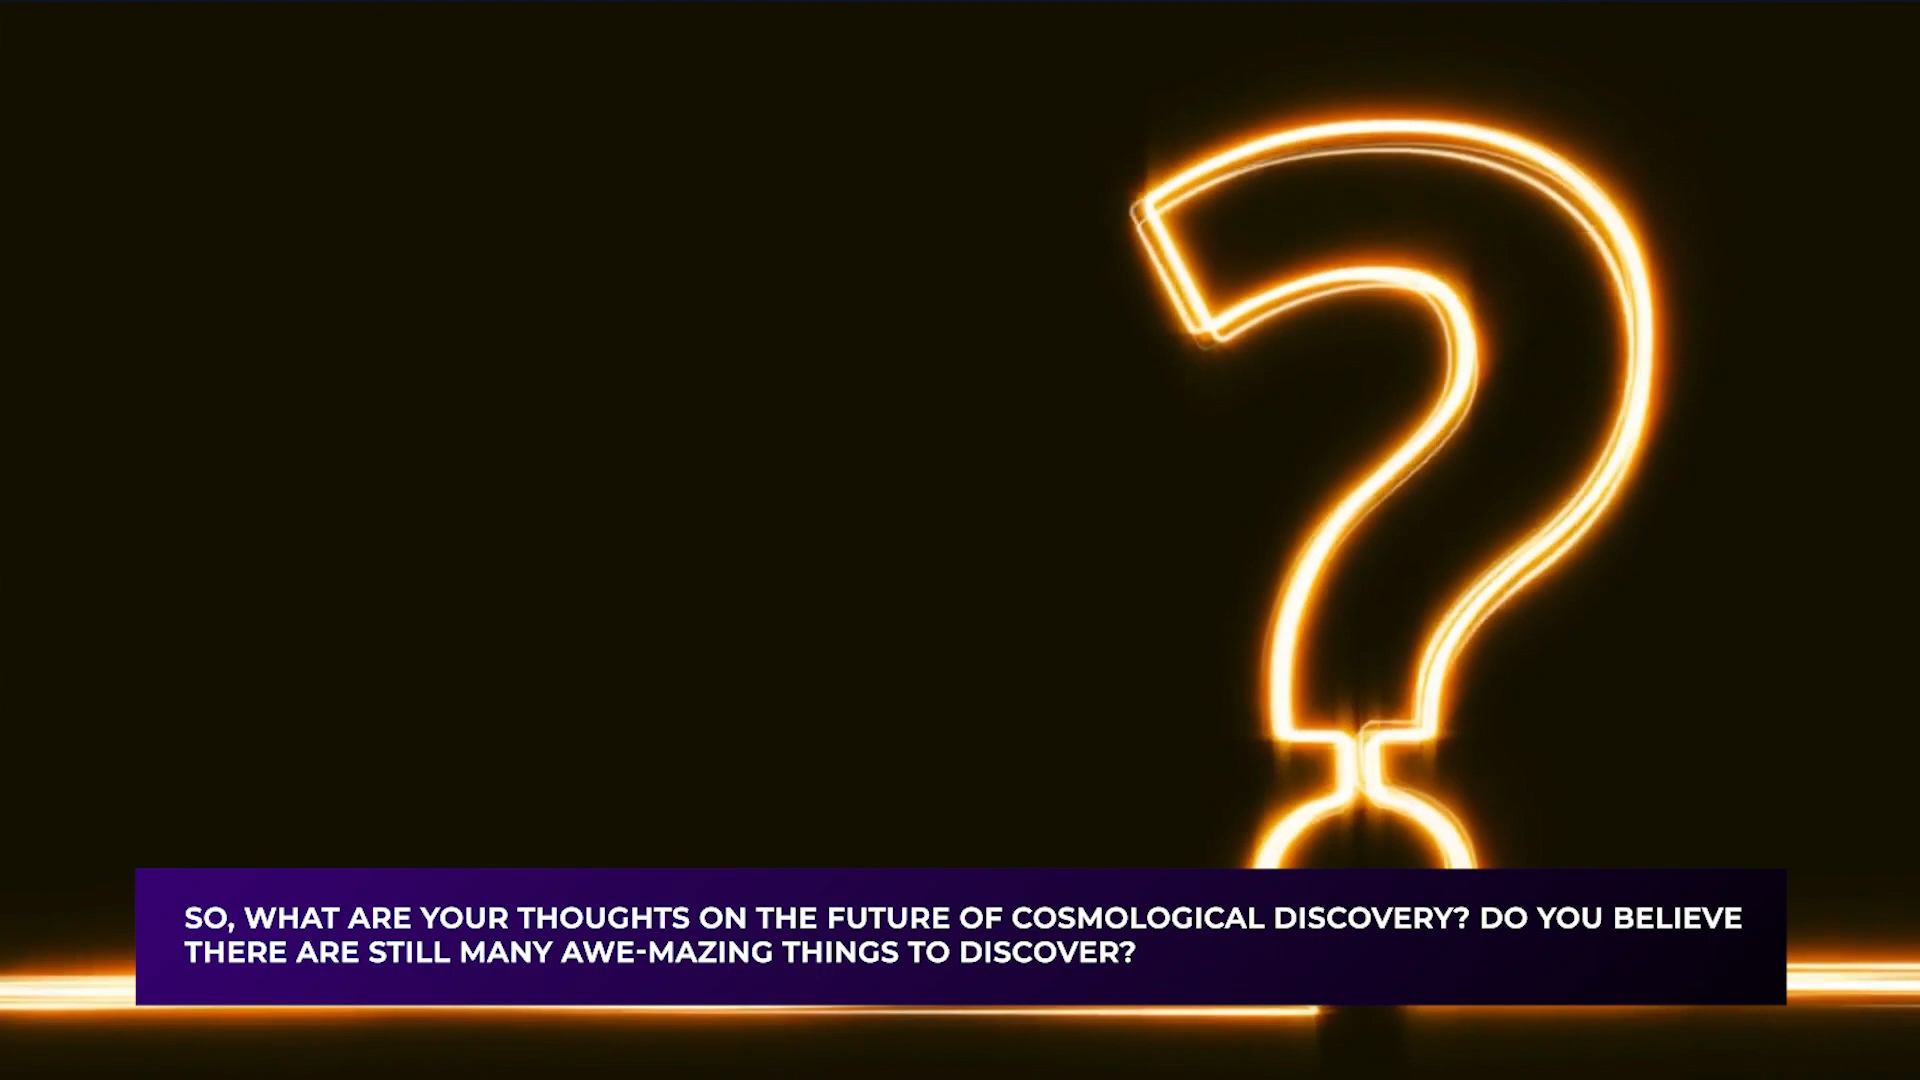 SO, WHAT ARE YOUR THOUGHTS ON THE FUTURE OF COSMOLOGICAL DISCOVERY? DO YOU BELIEVE
THERE ARE STILL MANY AWE-MAZING THINGS TO DISCOVER?